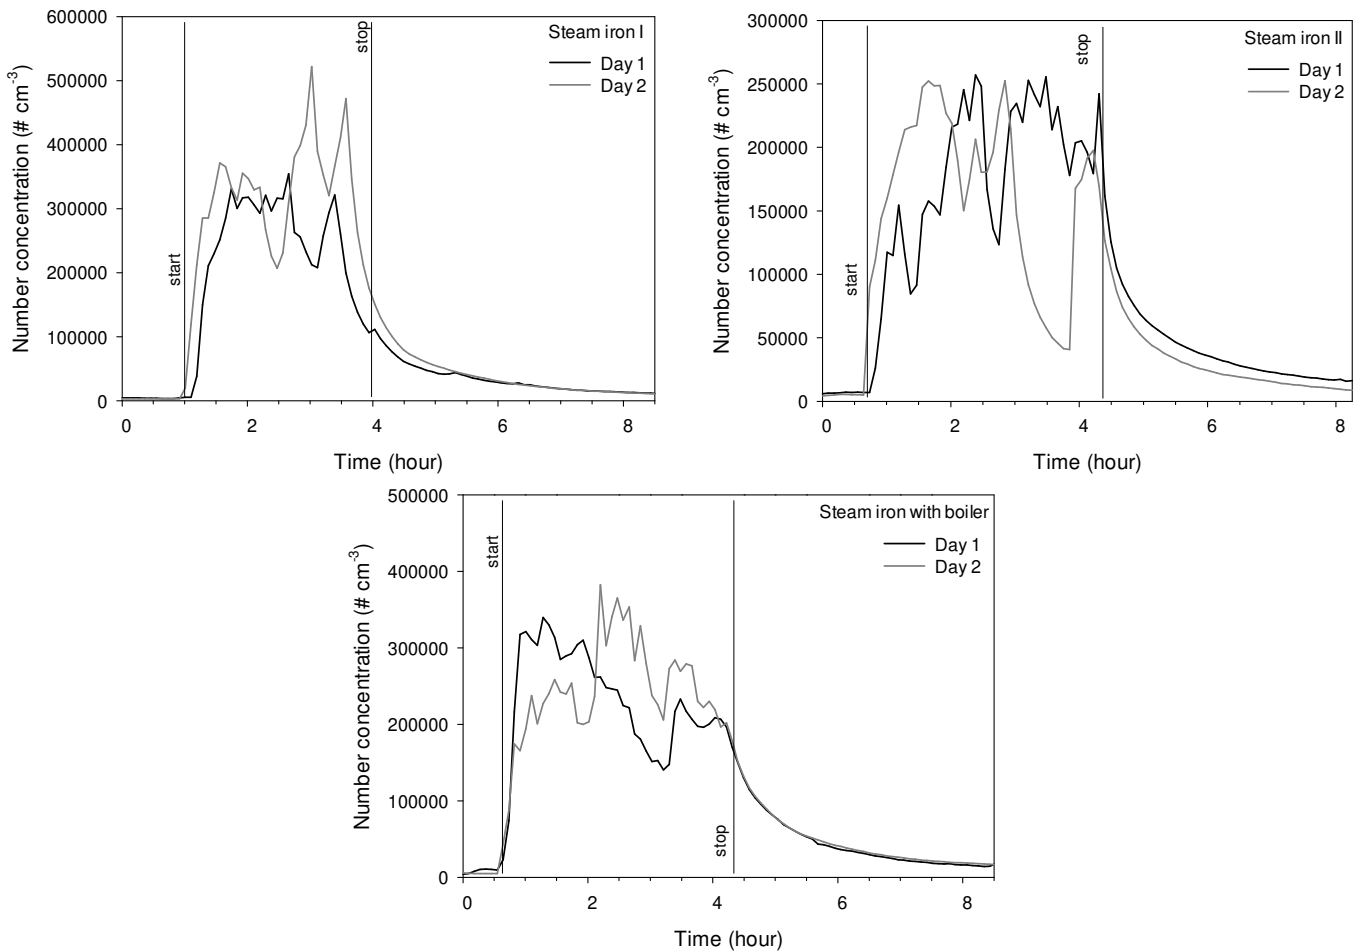 Steam iron I
Day 1
Day 2
start
stop
Number concentration (# cm-3)
600000
500000
400000
300000
200000
100000
0
0 2 4 6 8
Time (hour)
Steam iron II
Day 1
Day 2
start
stop
Number concentration (# cm-3)
300000
250000
200000
150000
100000
50000
0
0 2 4 6 8
Time (hour)
Steam iron with boiler
Day 1
Day 2
start
stop
Number concentration (# cm-3)
500000
400000
300000
200000
100000
0
0 2 4 6 8
Time (hour)